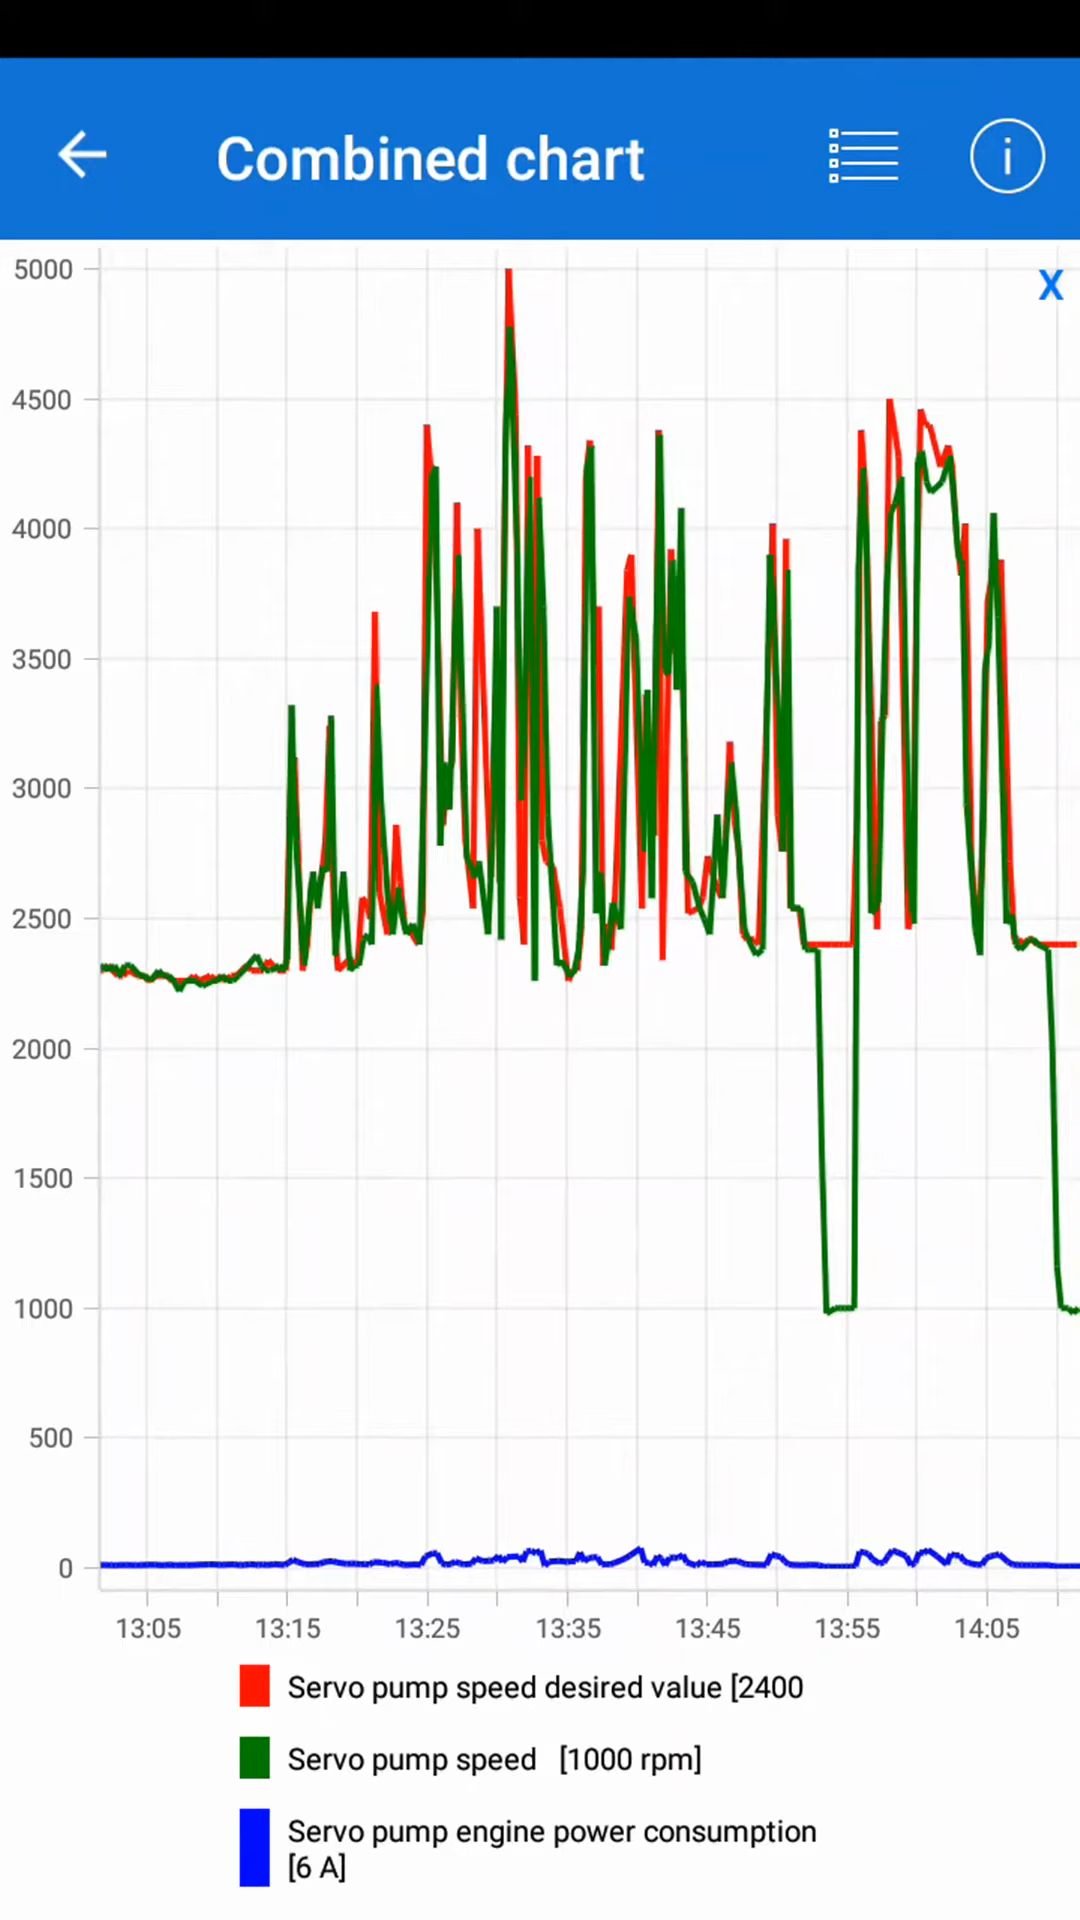 Combined chart
i
X
5000
4500
4000
3500
3000
2500
2000
1500
1000
500
0
13:05 13:15 13:25 13:35 13:45 13:55 14:05
Servo pump speed desired value [2400
Servo pump speed [1000 rpm]
Servo pump engine power consumption
[6 A]